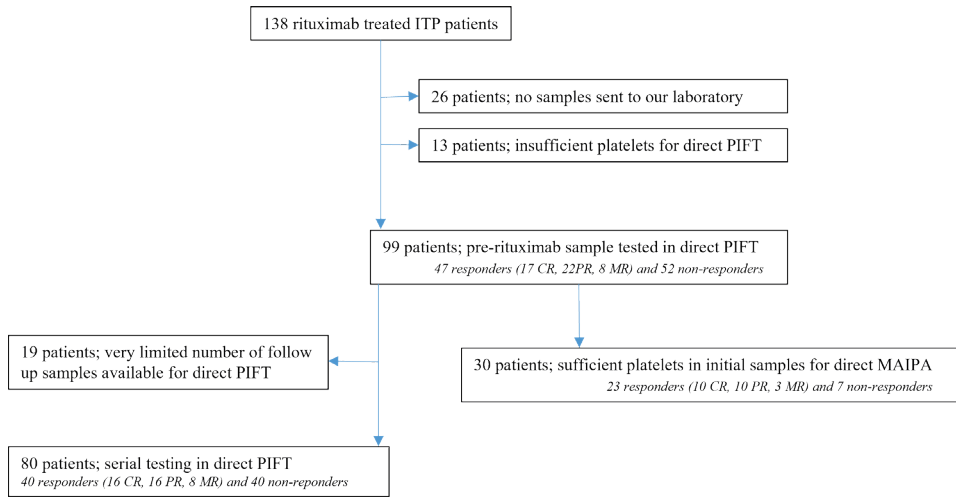 138 rituximab treated ITP patients
26 patients; no samples sent to our laboratory
13 patients; insufficient platelets for direct PIFT
99 patients; pre-rituximab sample tested in direct PIFT
47 responders (17 CR, 22PR, 8 MR) and 52 non-responders
19 patients; very limited number of follow
up samples available for direct PIFT
30 patients; sufficient platelets in initial samples for direct MAIPA
23 responders (10 CR, 10 PR, 3 MR) and 7 non-responders
80 patients; serial testing in direct PIFT
40 responders (16 CR, 16 PR, 8 MR) and 40 non-reponders